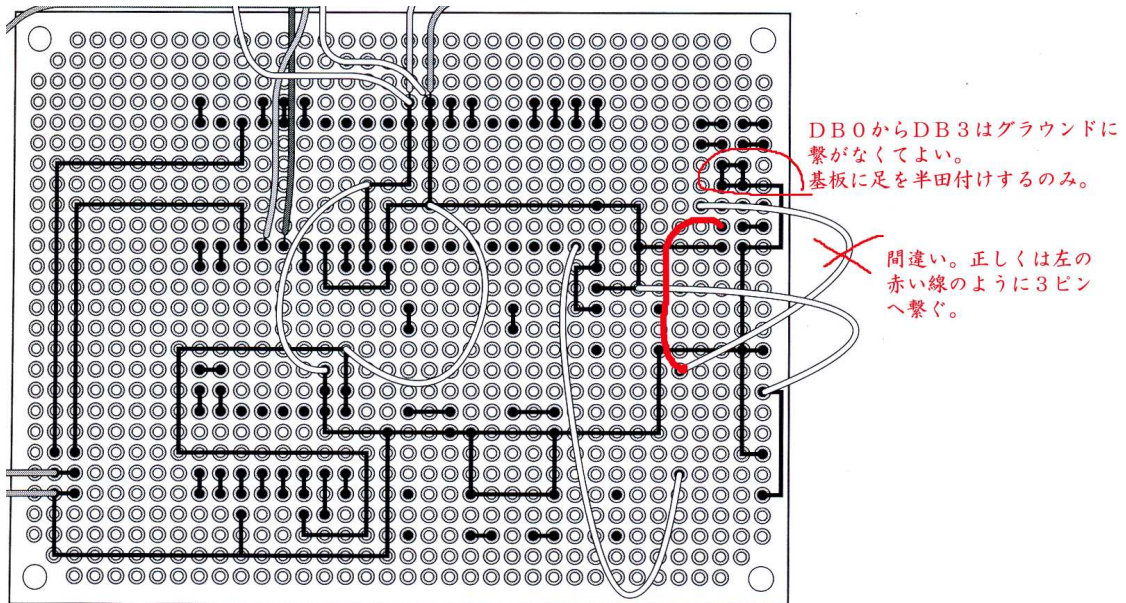 DB0からDB3はグラウンドに
繋がなくてよい。
基板に足を半田付けするのみ。
間違い。正しくは左の
赤い線のように3ピン
へ繋ぐ。